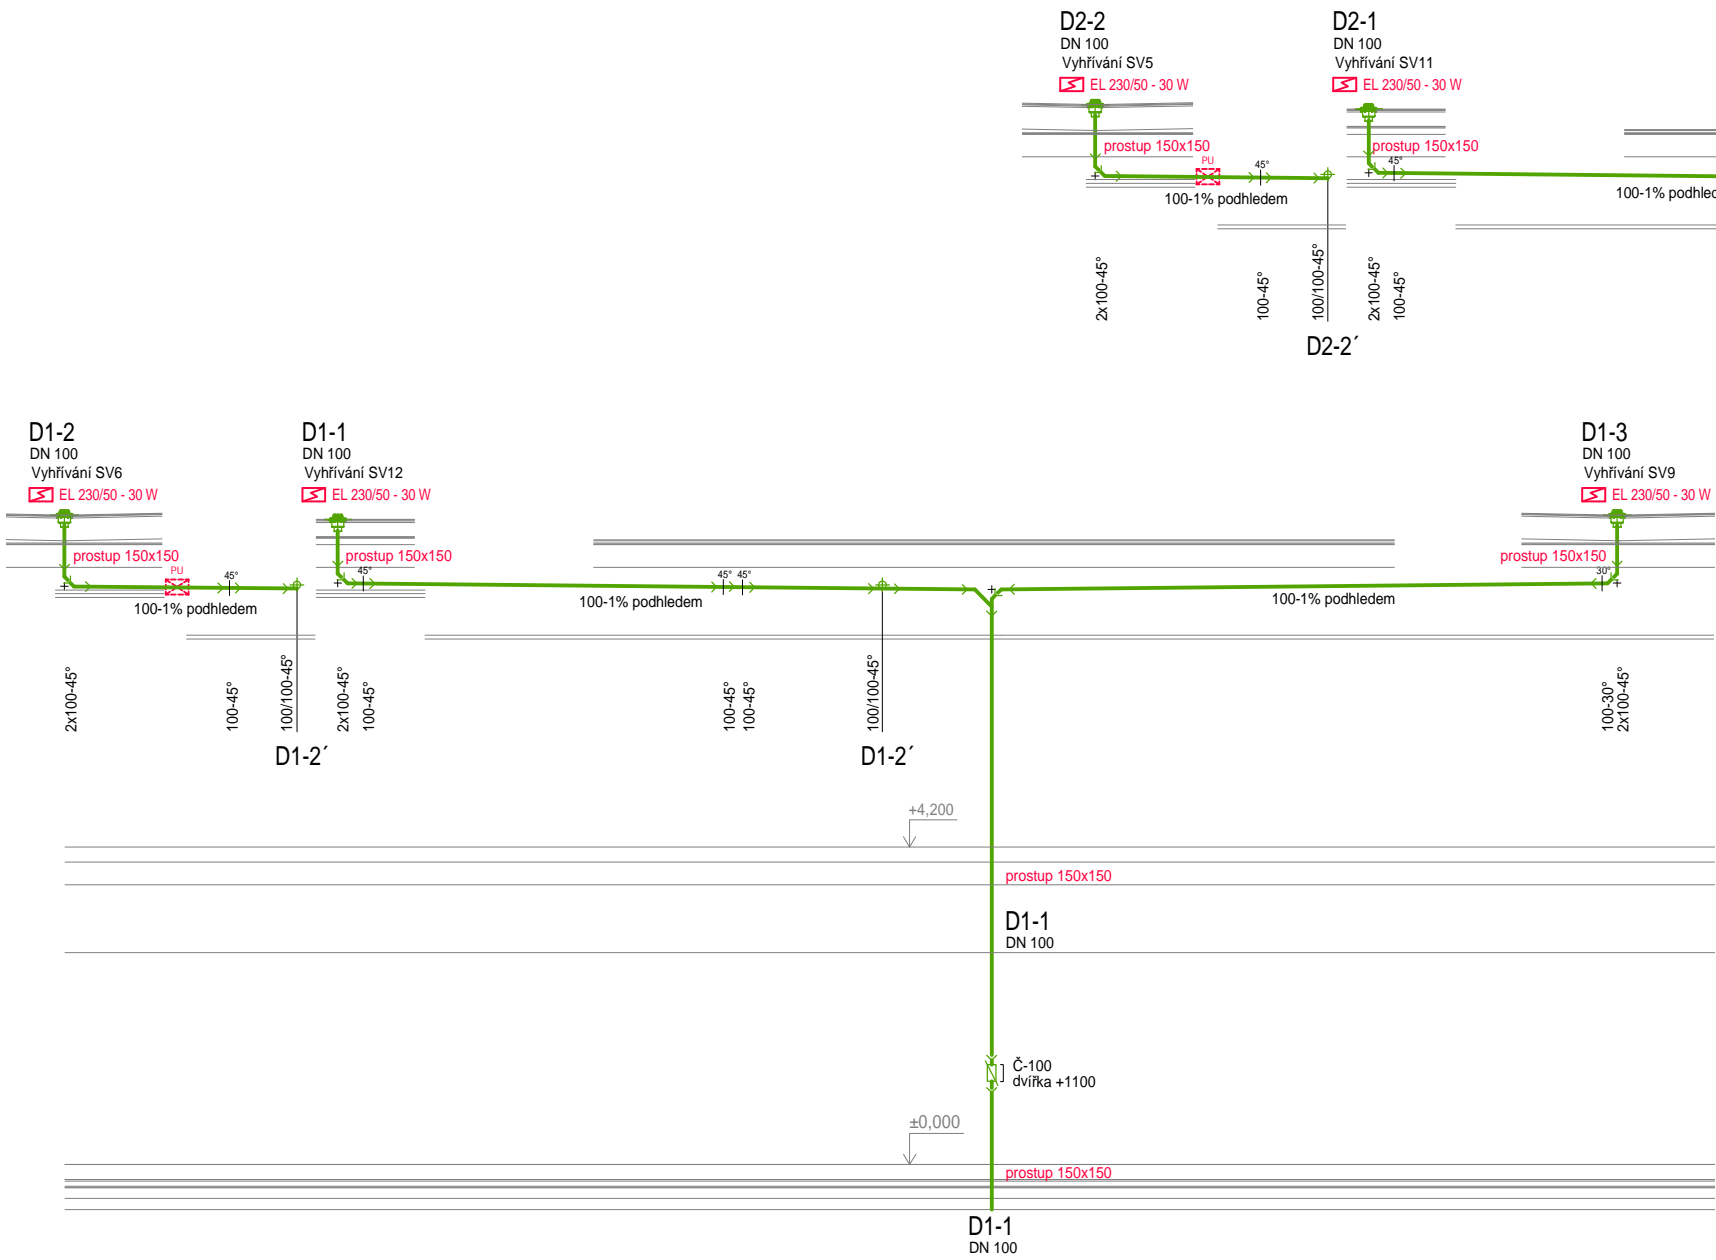 D2-2
DN 100
Vyhřívání SV5
EL 230/50 - 30 W
prostup 150x150
PU
45°
100-1% podhledem
2x100-45°
100-45°
100/100-45°
D2-2´
D2-1
DN 100
Vyhřívání SV11
EL 230/50 - 30 W
prostup 150x150
45°
2x100-45°
100-45°
D1-2
DN 100
Vyhřívání SV6
EL 230/50 - 30 W
prostup 150x150
PU
45°
100-1% podhledem
2x100-45°
100-45°
100/100-45°
D1-2´
D1-1
DN 100
Vyhřívání SV12
EL 230/50 - 30 W
prostup 150x150
45°
100-1% podhledem
45°
45°
2x100-45°
100-45°
100-45°
100-45°
100/100-45°
D1-2´
D1-3
DN 100
Vyhřívání SV9
EL 230/50 - 30 W
prostup 150x150
30°
100-1% podhledem
100-30°
2x100-45°
+4,200
prostup 150x150
D1-1
DN 100
Č-100
dvířka +1100
±0,000
prostup 150x150
D1-1
DN 100